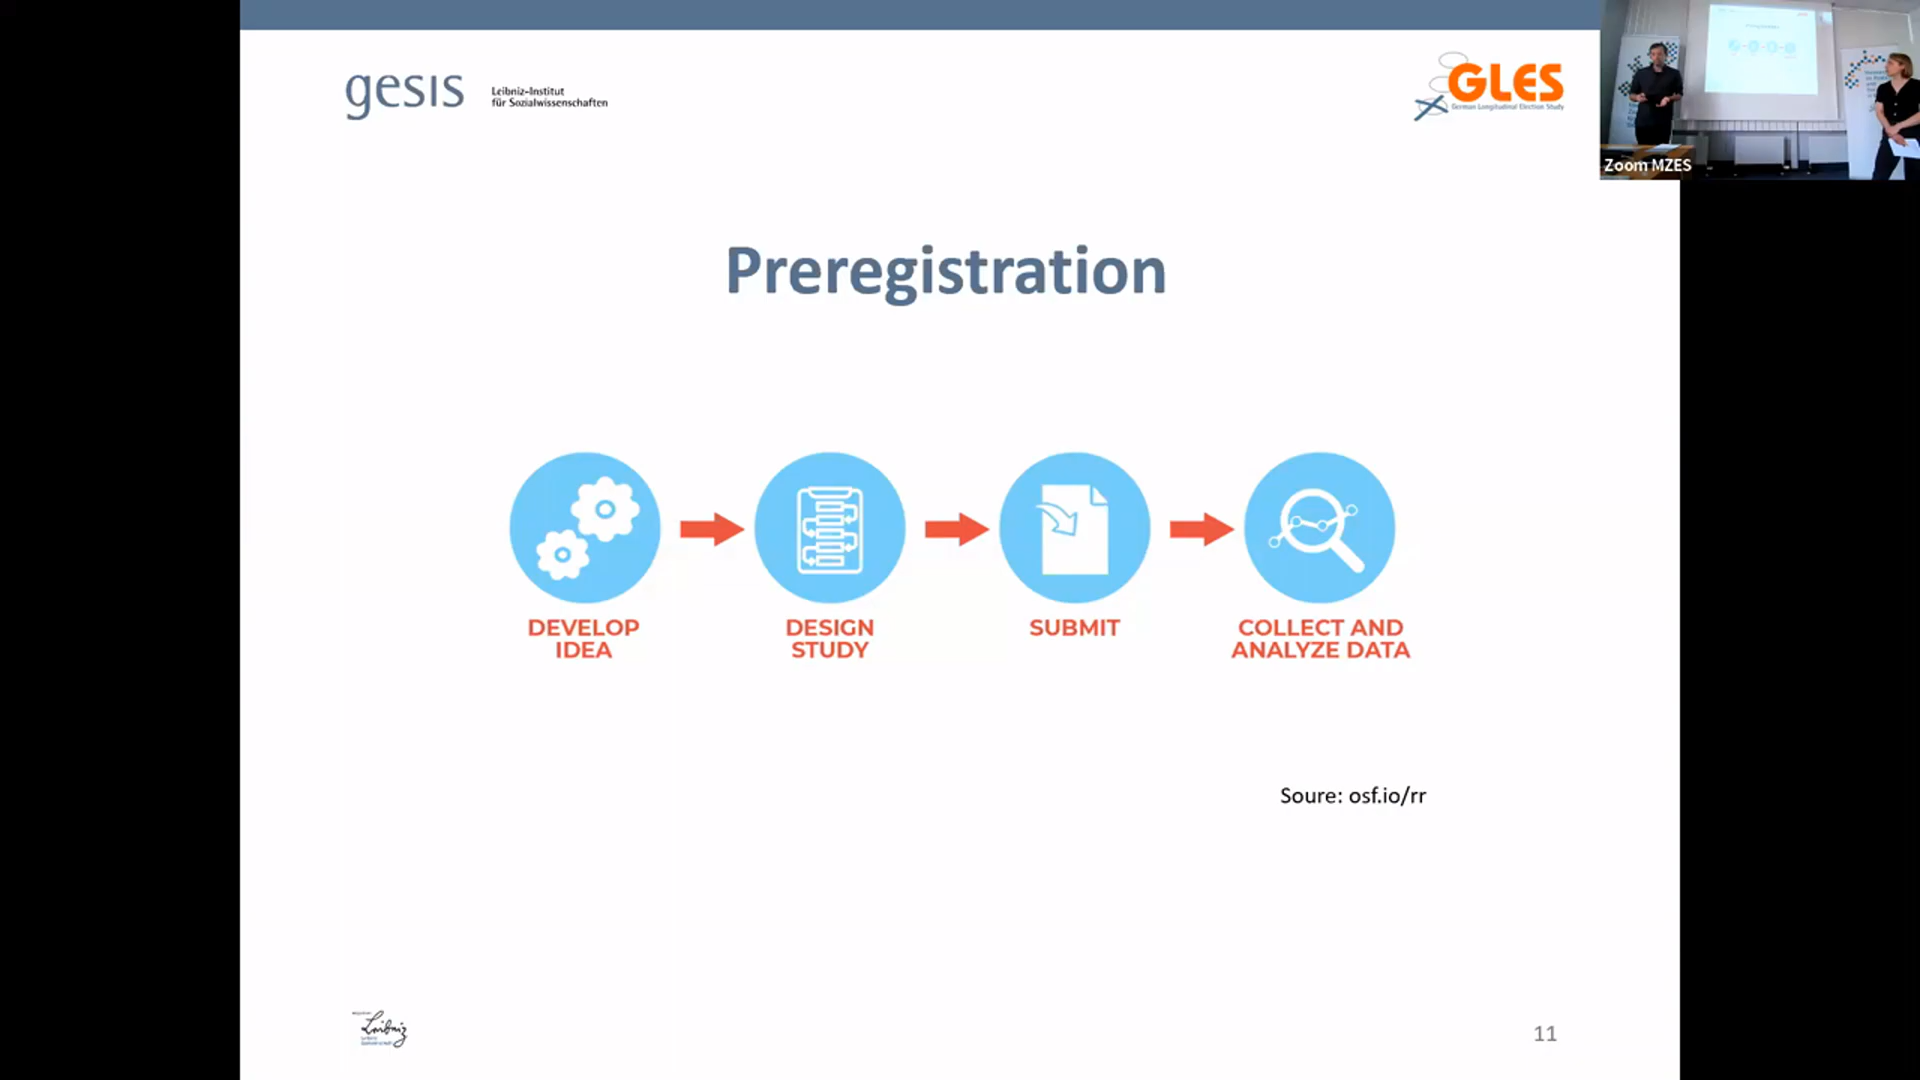 gesis
Leibniz-Institut
für Sozialwissenschaften
GLES
German Longitudinal Election Study
Zoom MZES
Preregistration
DEVELOP
IDEA
DESIGN
STUDY
SUBMIT
COLLECT AND
ANALYZE DATA
Soure: osf.io/rr
Leibniz
11